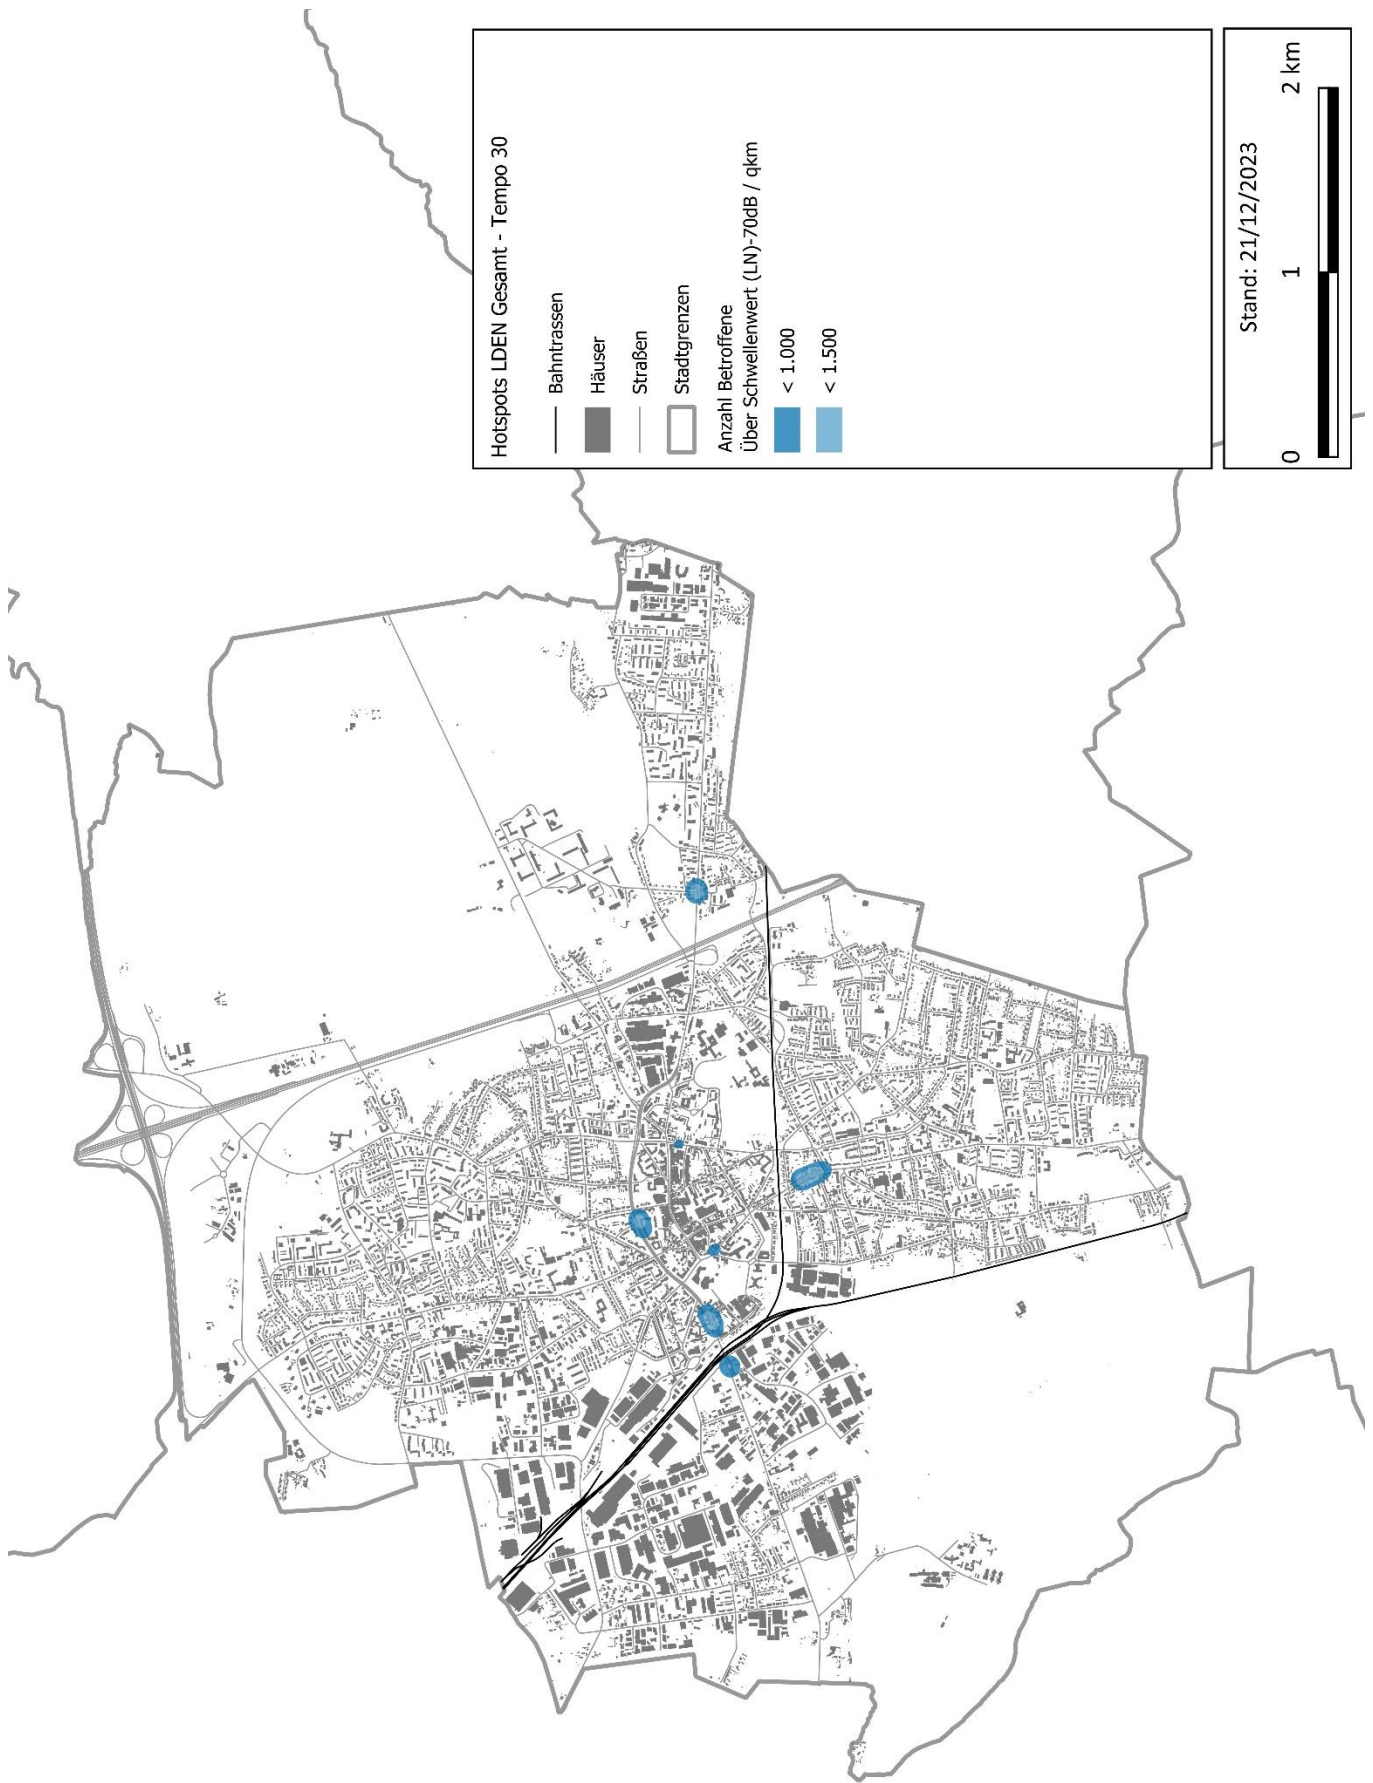 Hotspots LDEN Gesamt - Tempo 30
Bahntrassen
Häuser
Straßen
Stadtgrenzen
Anzahl Betroffene
Über Schwellenwert (LN)-70dB / qkm
< 1.000
< 1.500
Stand: 21/12/2023
0 1 2 km